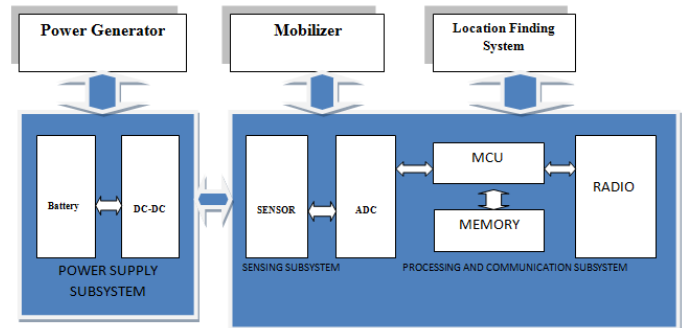 Power Generator
Mobilizer
Location Finding
System
Battery
DC-DC
POWER SUPPLY
SUBSYSTEM
SENSOR
ADC
SENSING SUBSYSTEM
MCU
MEMORY
RADIO
PROCESSING AND COMMUNICATION SUBSYSTEM